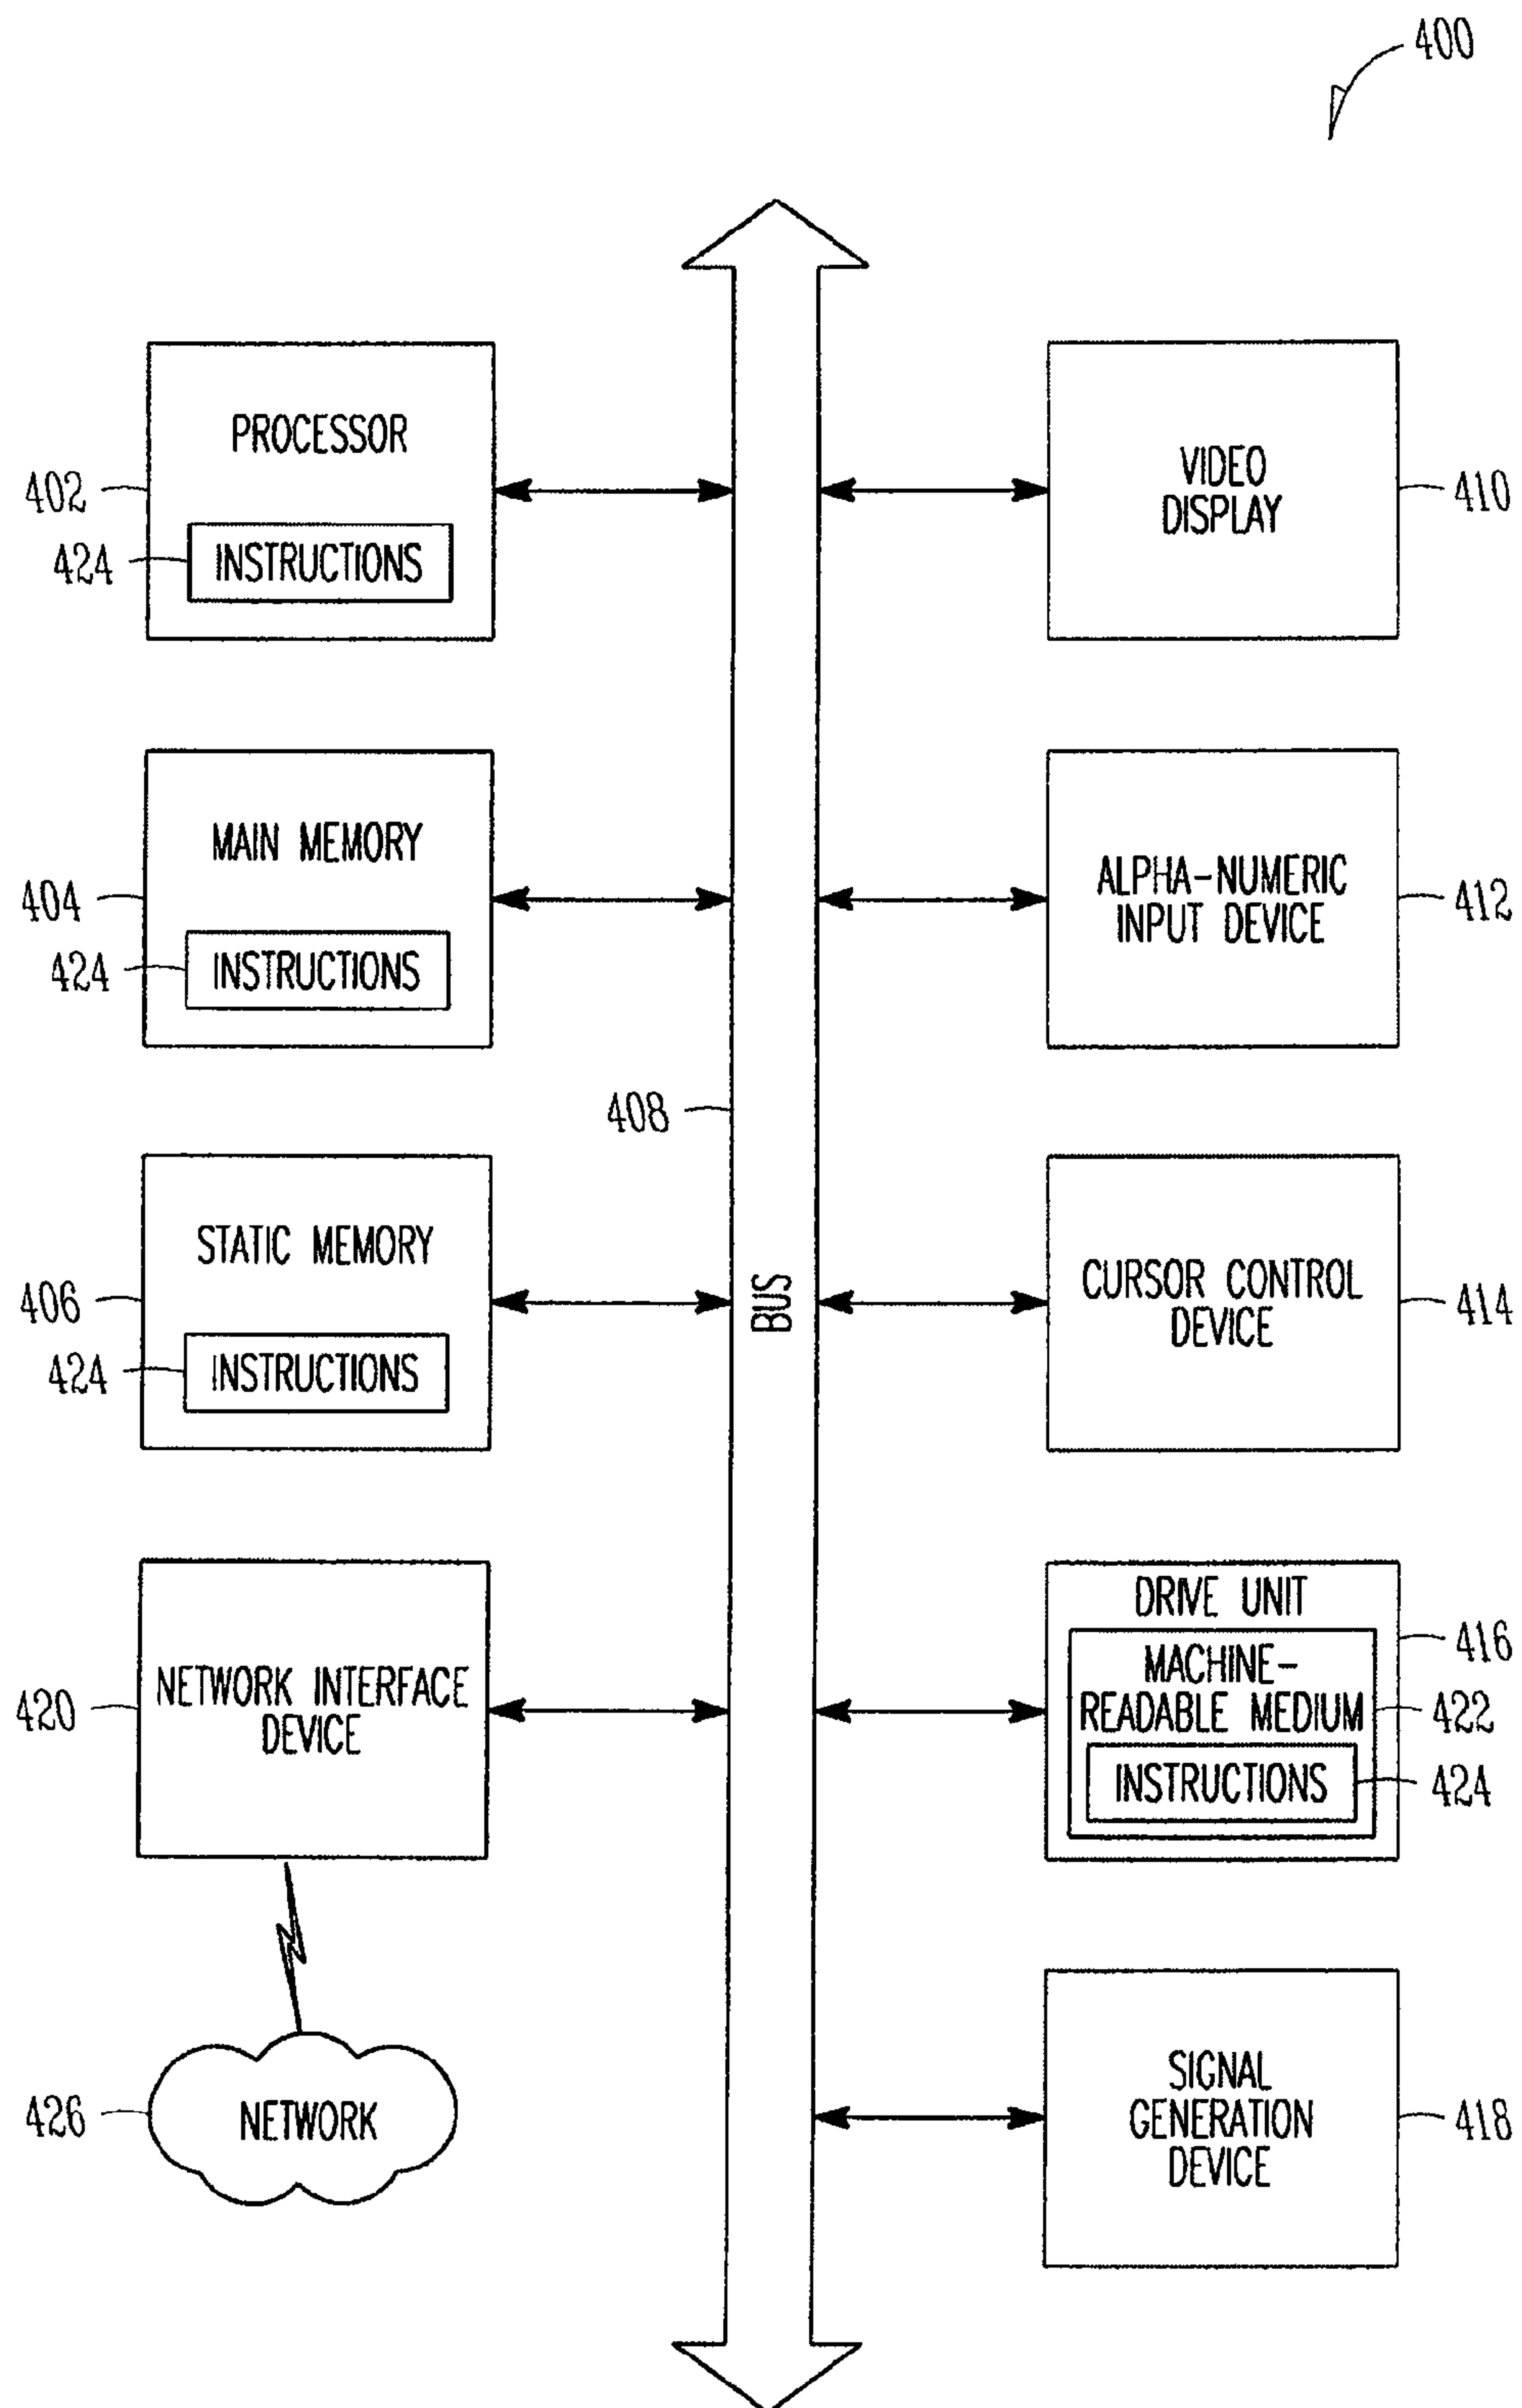 400
PROCESSOR
402
424
INSTRUCTIONS
VIDEO
DISPLAY
410
MAIN MEMORY
404
424
INSTRUCTIONS
ALPHA-NUMERIC
INPUT DEVICE
412
408
BUS
STATIC MEMORY
406
424
INSTRUCTIONS
CURSOR CONTROL
DEVICE
414
NETWORK INTERFACE
DEVICE
420
DRIVE UNIT
416
MACHINE-
READABLE MEDIUM
422
INSTRUCTIONS
424
426
NETWORK
SIGNAL
GENERATION
DEVICE
418